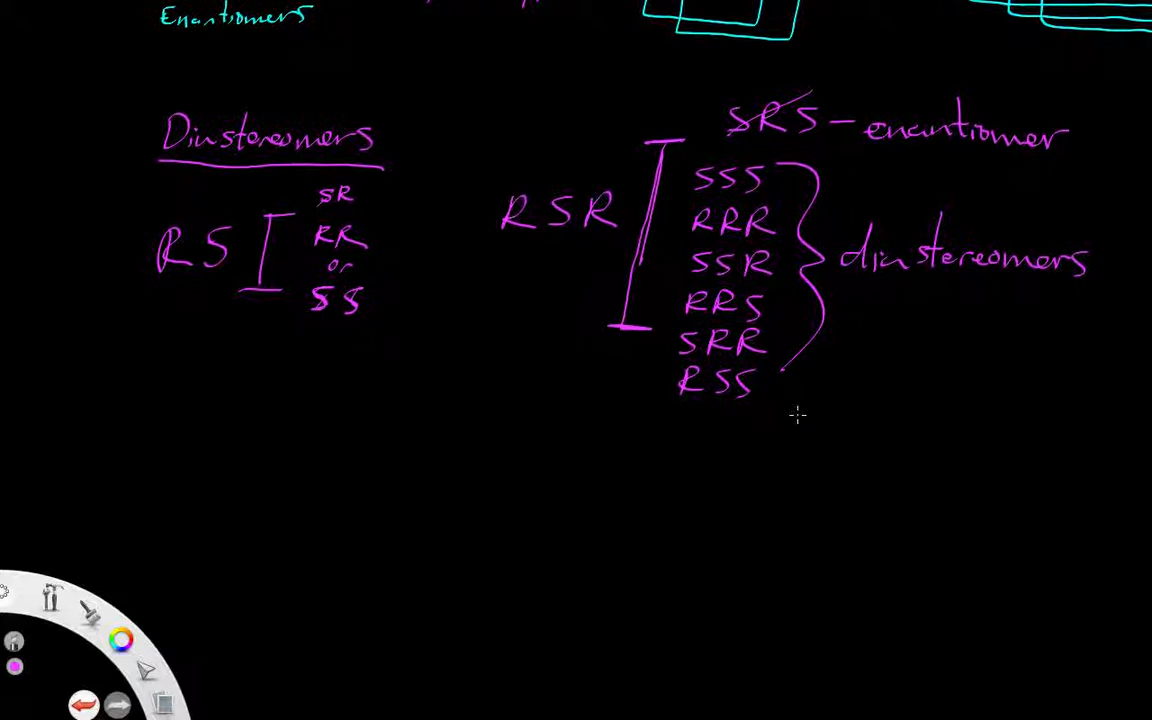 Enantiomers
Diastereomers
RS
SR
RR
or
SS
RSR
SRS - enantiomer
SSS
RRR
SSR
RRS
SRR
RSS
diastereomers